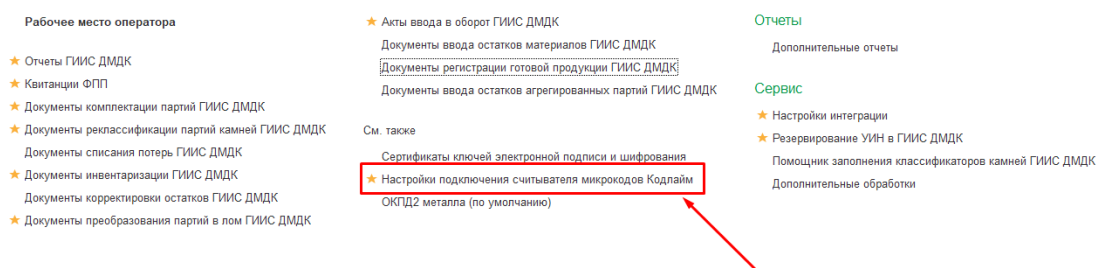 Рабочее место оператора
Отчеты ГИИС ДМДК
Квитанции ФПП
Документы комплектации партий ГИИС ДМДК
Документы реклассификации партий камней ГИИС ДМДК
Документы списания потерь ГИИС ДМДК
Документы инвентаризации ГИИС ДМДК
Документы корректировки остатков ГИИС ДМДК
Документы преобразования партий в лом ГИИС ДМДК
Акты ввода в оборот ГИИС ДМДК
Документы ввода остатков материалов ГИИС ДМДК
Документы регистрации готовой продукции ГИИС ДМДК
Документы ввода остатков агрегированных партий ГИИС ДМДК
См. также
Сертификаты ключей электронной подписи и шифрования
Настройки подключения считывателя микрокодов Кодлайм
ОКПД2 металла (по умолчанию)
Отчеты
Дополнительные отчеты
Сервис
Настройки интеграции
Резервирование УИН в ГИИС ДМДК
Помощник заполнения классификаторов камней ГИИС ДМДК
Дополнительные обработки